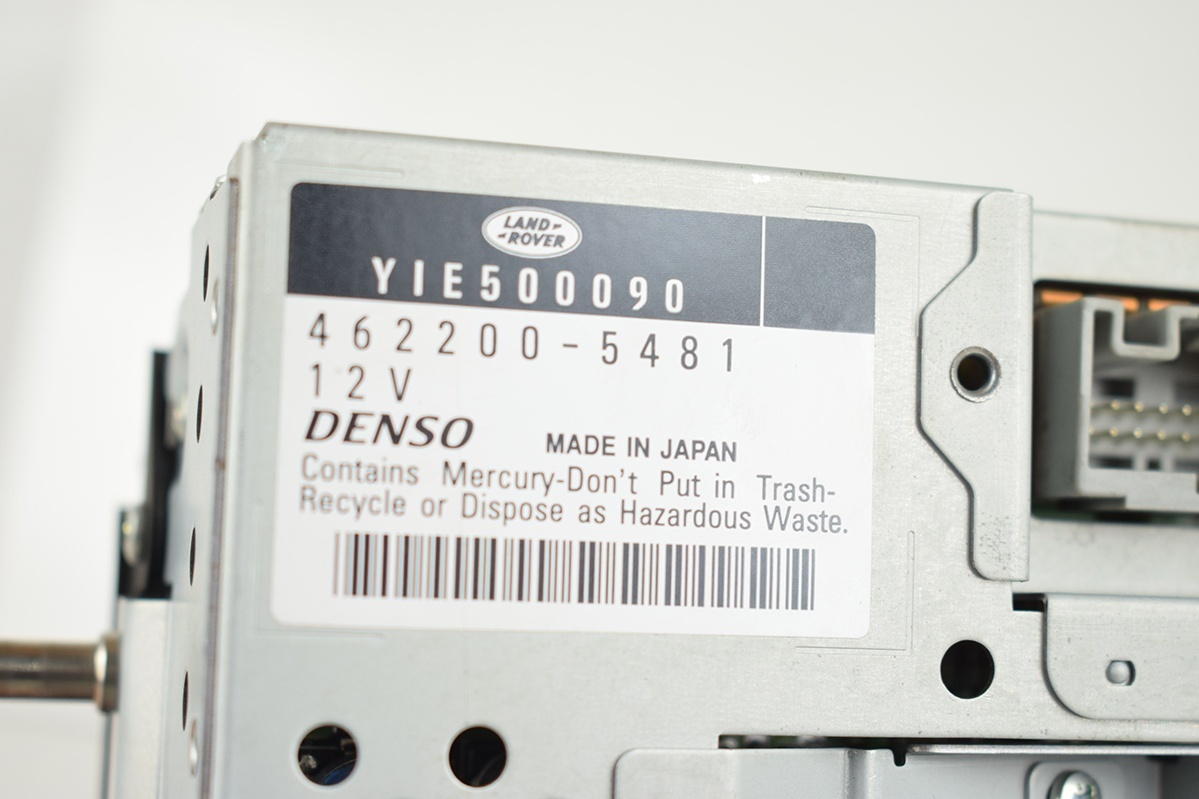 LAND-
-ROVER
YIE500090
462200-5481
12V
DENSO MADE IN JAPAN
Contains Mercury-Don't Put in Trash-
Recycle or Dispose as Hazardous Waste.